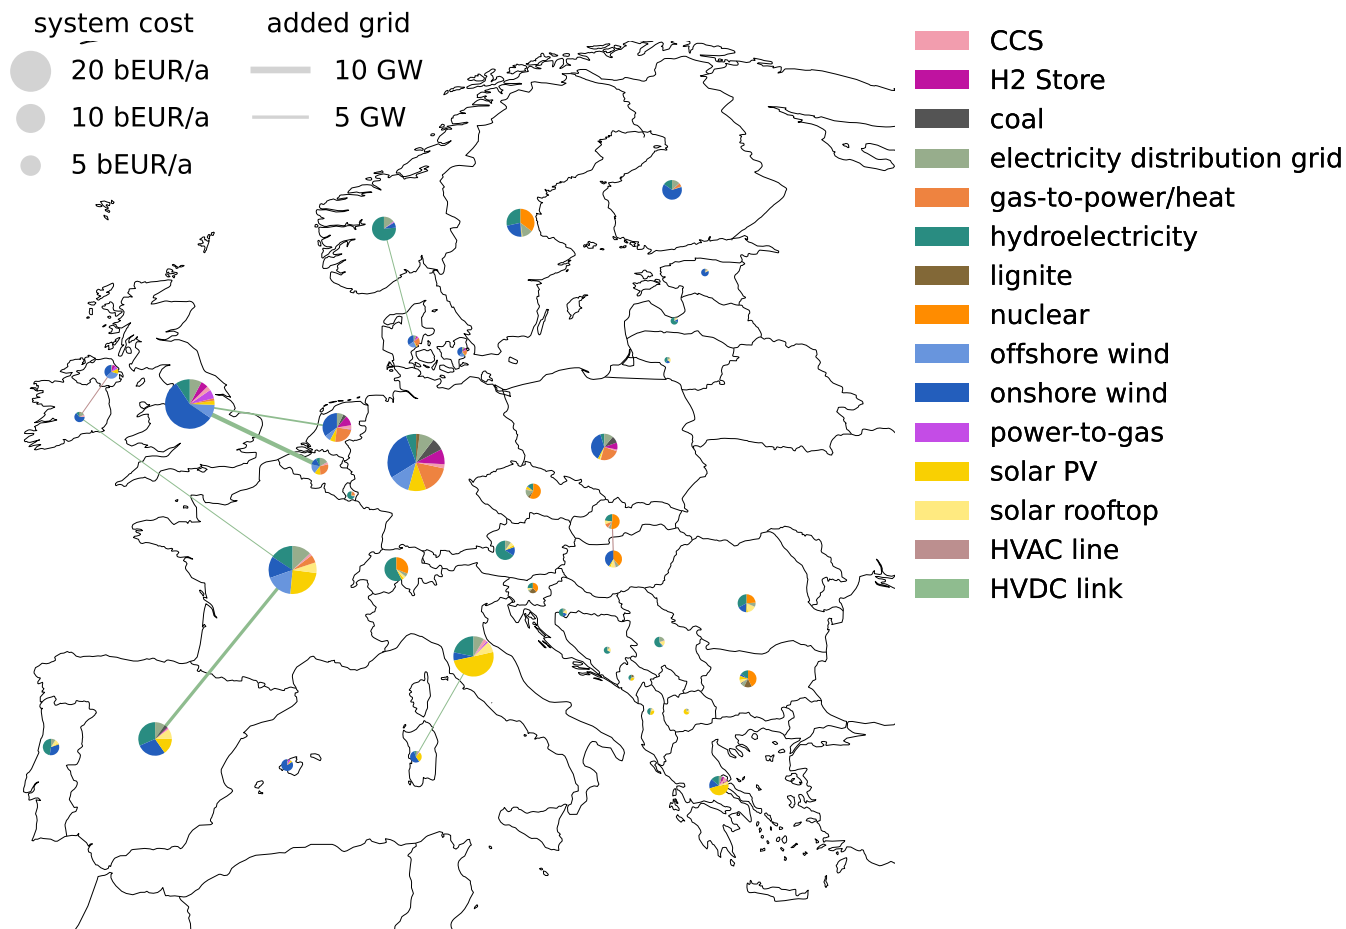 system cost
added grid
20 bEUR/a
10 GW
10 bEUR/a
5 GW
5 bEUR/a
CCS
H2 Store
coal
electricity distribution grid
gas-to-power/heat
hydroelectricity
lignite
nuclear
offshore wind
onshore wind
power-to-gas
solar PV
solar rooftop
HVAC line
HVDC link